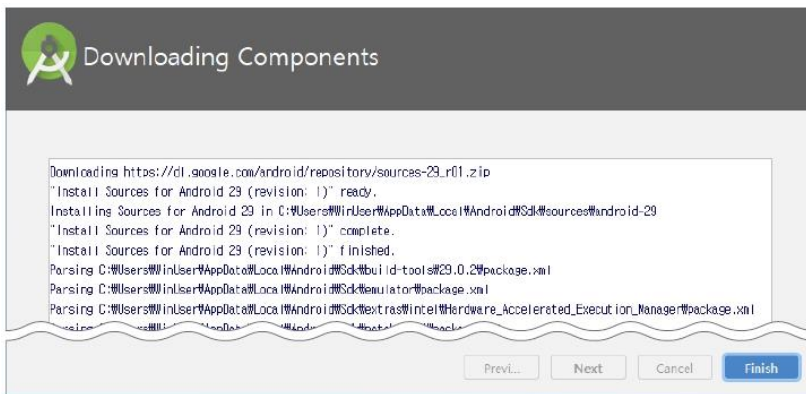 Downloading Components
Downloading https://dl.google.com/android/repository/sources-29_r01.zip
"Install Sources for Android 29 (revision: 1)" ready.
Installing Sources for Android 29 in C:₩Users₩WinUser₩AppData₩Local₩Android₩Sdk₩sources₩android-29
"Install Sources for Android 29 (revision: 1)" complete.
"Install Sources for Android 29 (revision: 1)" finished.
Parsing C:₩Users₩WinUser₩AppData₩Local₩Android₩Sdk₩build-tools₩29.0.2₩package.xml
Parsing C:₩Users₩WinUser₩AppData₩Local₩Android₩Sdk₩emulator₩package.xml
Parsing C:₩Users₩WinUser₩AppData₩Local₩Android₩Sdk₩extras₩intel₩Hardware_Accelerated_Execution_Manager₩package.xml
Previ... Next Cancel Finish